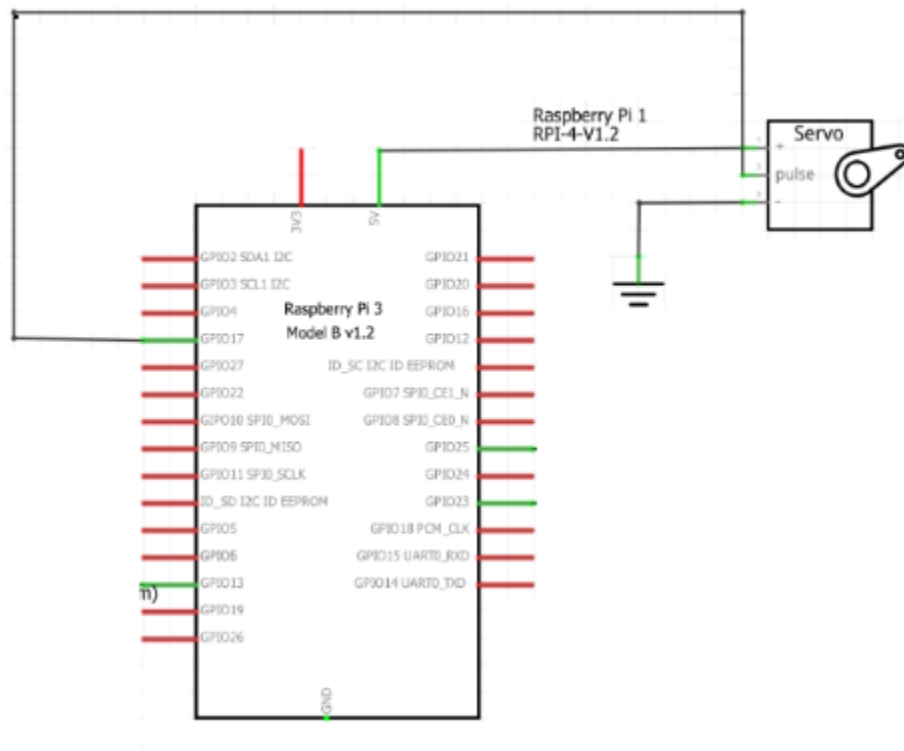 Raspberry Pi 1
RPI-4-V1.2
Servo
+
pulse
-
3V3
5V
GPIO2 SDA1 I2C
GPIO3 SCL1 I2C
GPIO4
GPIO17
GPIO27
GPIO22
GIPO10 SPI0_MOSI
GPIO9 SPI0_MISO
GPIO11 SPI0_SCLK
ID_SD I2C ID EEPROM
GPIO5
GPIO6
GPIO13
m)
GPIO19
GPIO26
Raspberry Pi 3
Model B v1.2
GPIO21
GPIO20
GPIO16
GPIO12
ID_SC I2C ID EEPROM
GPIO7 SPI0_CE1_N
GPIO8 SPI0_CE0_N
GPIO25
GPIO24
GPIO23
GPIO18 PCM_CLK
GPIO15 UART0_RXD
GPIO14 UART0_TXD
GND